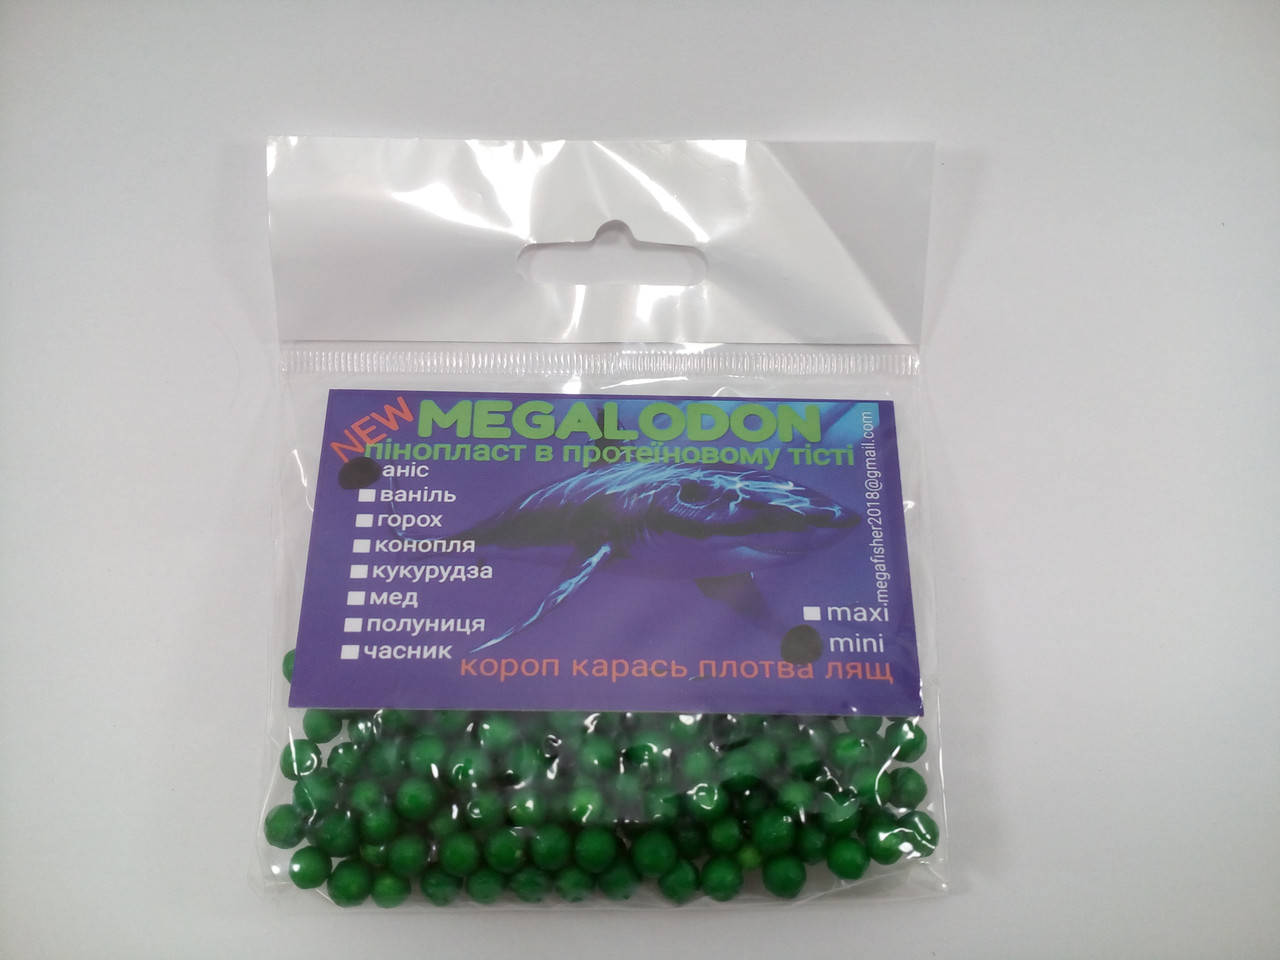 NEW
MEGALODON
пінопласт в протеїновому тісті
аніс
ваніль
горох
конопля
кукурудза
мед
полуниця
часник
maxi
mini
короп карась плотва лящ
megafisher2018@gmail.com